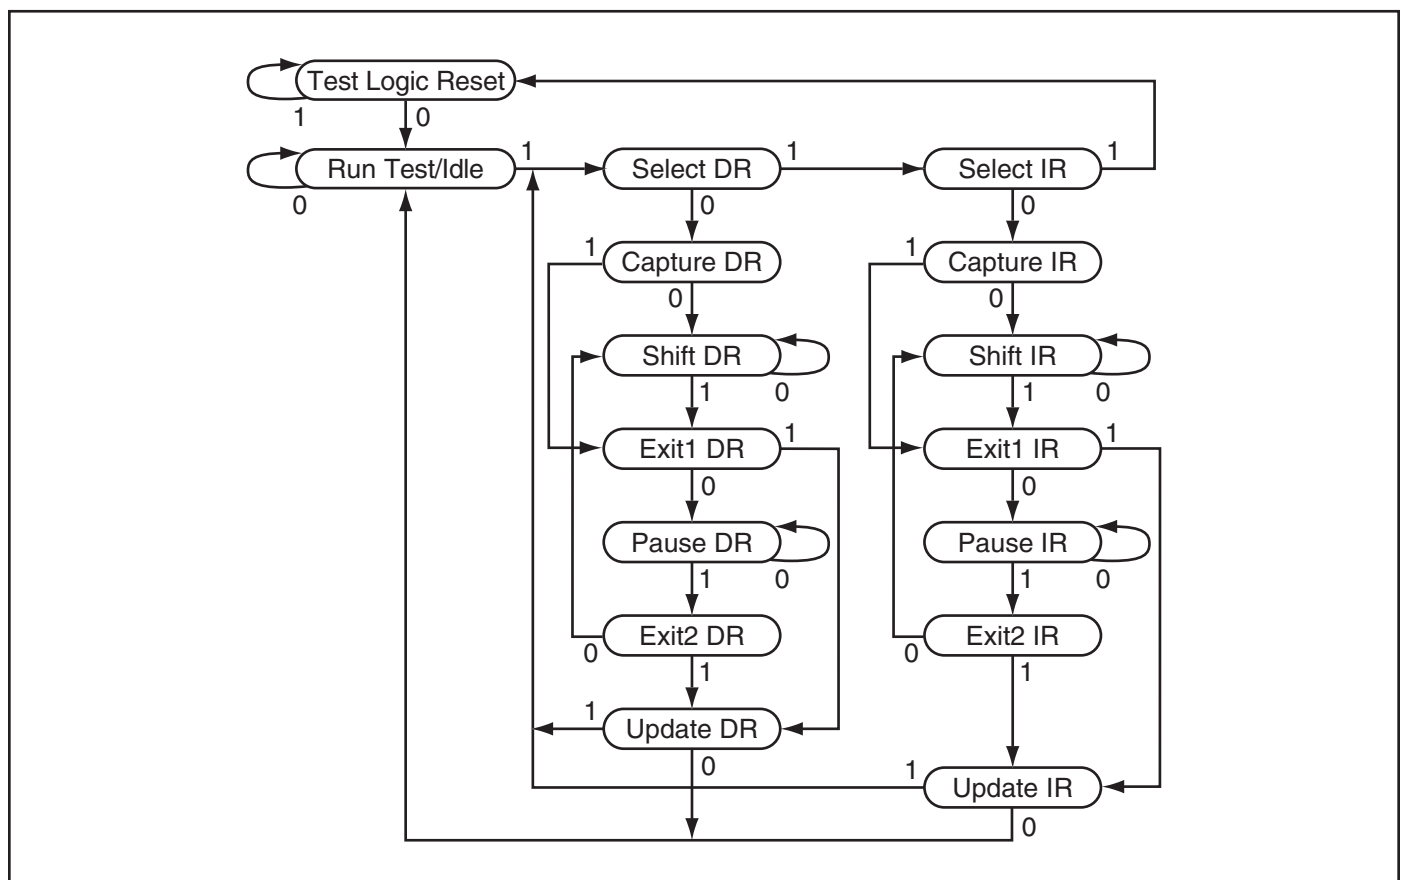 Test Logic Reset
1
0
Run Test/Idle
0
1
Select DR
1
Select IR
1
0
0
1
Capture DR
1
Capture IR
0
0
Shift DR
Shift IR
1
0
1
0
Exit1 DR
1
Exit1 IR
1
0
0
Pause DR
Pause IR
1
0
1
0
Exit2 DR
Exit2 IR
0
1
0
1
1
Update DR
0
1
Update IR
0